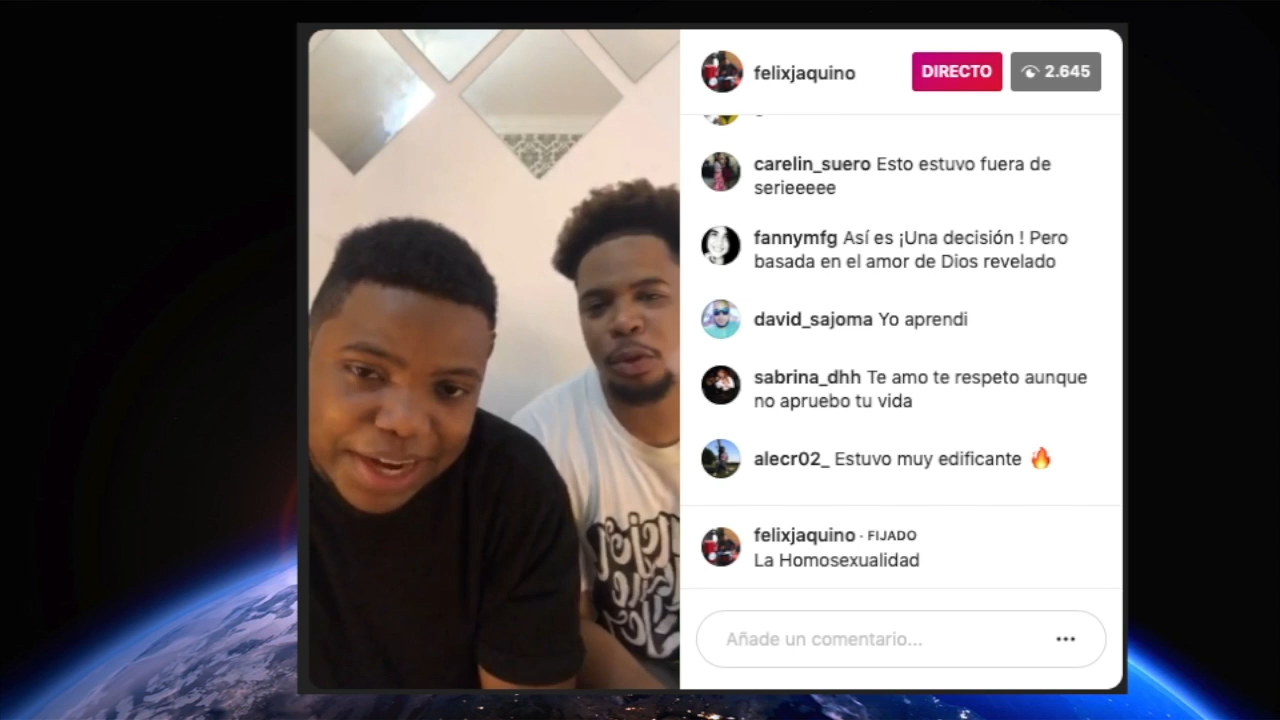 felixjaquino
DIRECTO
2.645
carelin_suero Esto estuvo fuera de
serieeeee
fannymfg Así es ¡Una decisión ! Pero
basada en el amor de Dios revelado
david_sajoma Yo aprendi
sabrina_dhh Te amo te respeto aunque
no apruebo tu vida
alecr02_ Estuvo muy edificante 🔥
felixjaquino · FIJADO
La Homosexualidad
Añade un comentario...